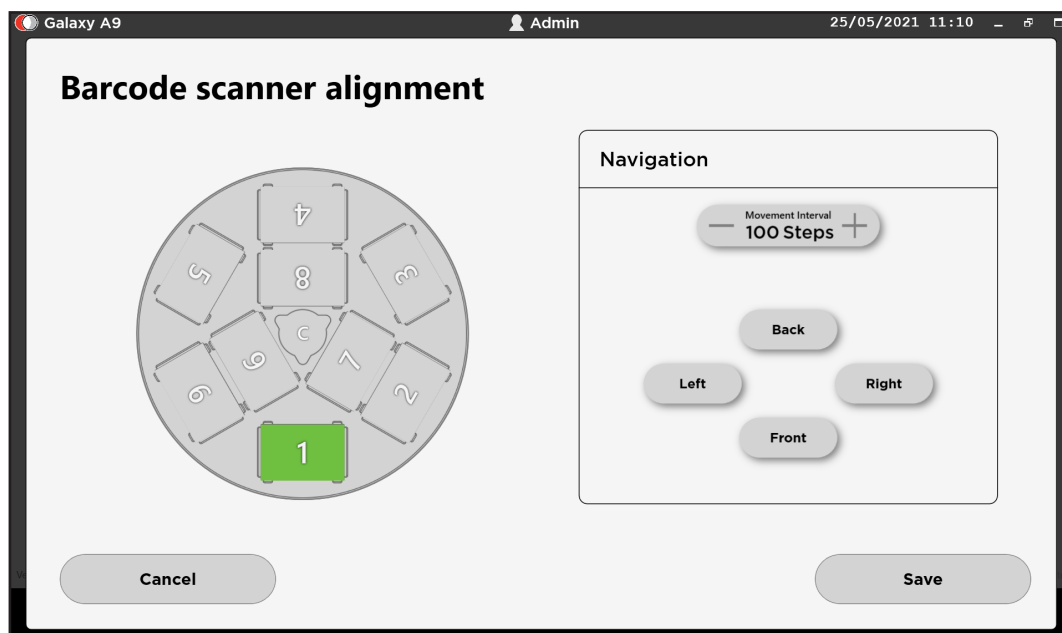 Galaxy A9 Admin 25/05/2021 11:10
Barcode scanner alignment
Navigation
Movement Interval
100 Steps
4
5
8
3
C
9
7
6
2
1
Back
Left Right
Front
Cancel Save